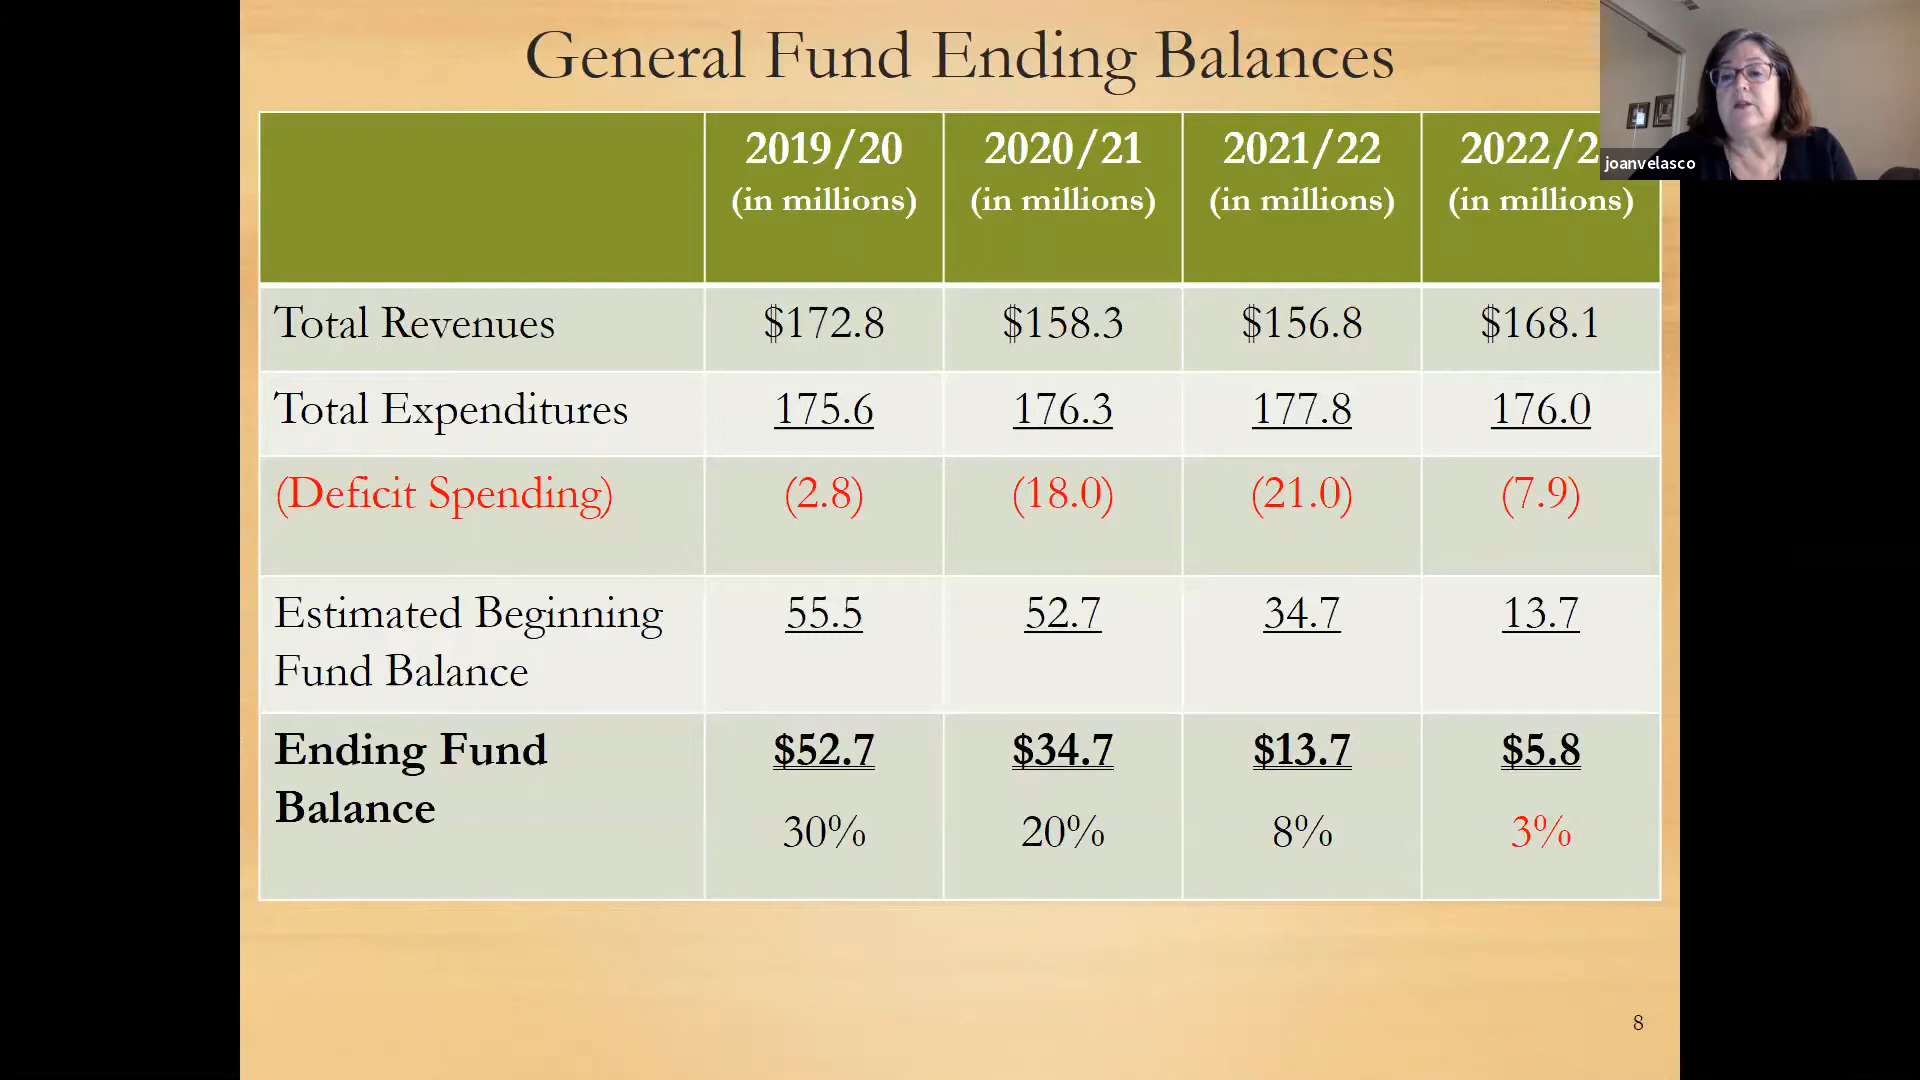 General Fund Ending Balances
2019/20 2020/21 2021/22 2022/2
(in millions) (in millions) (in millions) (in millions)
joanvelasco
Total Revenues $172.8 $158.3 $156.8 $168.1
Total Expenditures 175.6 176.3 177.8 176.0
(Deficit Spending) (2.8) (18.0) (21.0) (7.9)
Estimated Beginning 55.5 52.7 34.7 13.7
Fund Balance
Ending Fund $52.7 $34.7 $13.7 $5.8
Balance
30% 20% 8% 3%
8